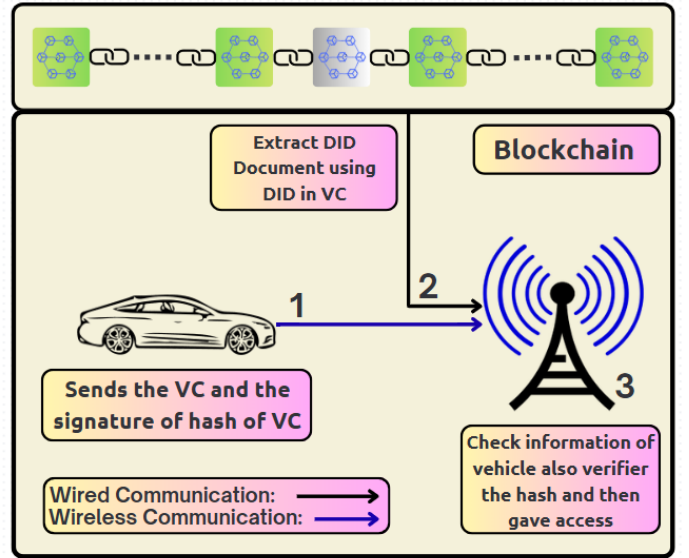 Extract DID
Document using
DID in VC
Blockchain
1
2
3
Sends the VC and the
signature of hash of VC
Check information of
vehicle also verifier
the hash and then
gave access
Wired Communication:
Wireless Communication: